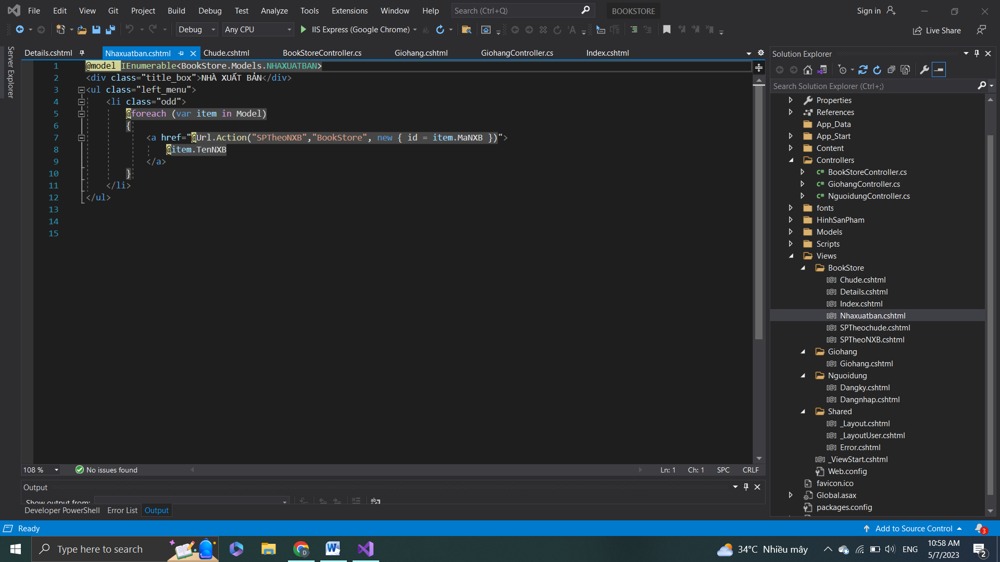 File Edit View Git Project Build Debug Test Analyze Tools Extensions Window Help Search (Ctrl+Q) BOOKSTORE Sign in
Debug Any CPU IIS Express (Google Chrome) Live Share
Server Explorer
Details.cshtml Nhaxuatban.cshtml Chude.cshtml BookStoreController.cs Giohang.cshtml GiohangController.cs Index.cshtml
1 @model IEnumerable<BookStore.Models.NHAXUATBAN>
2 <div class="title_box">NHÀ XUẤT BẢN</div>
3 <ul class="left_menu">
4 <li class="odd">
5 @foreach (var item in Model)
6 {
7 <a href="@Url.Action("SPTheoNXB","BookStore", new { id = item.MaNXB })">
8 @item.TenNXB
9 </a>
10 }
11 </li>
12 </ul>
13
14
15
108 % No issues found Ln: 1 Ch: 1 SPC CRLF
Output
Show output from:
Developer PowerShell Error List Output
Solution Explorer
Search Solution Explorer (Ctrl+;)
Properties
References
App_Data
App_Start
Content
Controllers
C# BookStoreController.cs
C# GiohangController.cs
C# NguoidungController.cs
fonts
HinhSanPham
Models
Scripts
Views
BookStore
[@] Chude.cshtml
[@] Details.cshtml
[@] Index.cshtml
[@] Nhaxuatban.cshtml
[@] SPTheochude.cshtml
[@] SPTheoNXB.cshtml
Giohang
[@] Giohang.cshtml
Nguoidung
[@] Dangky.cshtml
[@] Dangnhap.cshtml
Shared
[@] _Layout.cshtml
[@] _LayoutUser.cshtml
[@] Error.cshtml
[@] _ViewStart.cshtml
Web.config
favicon.ico
Global.asax
packages.config
Ready Add to Source Control 3
Type here to search D 34°C Nhiều mây ENG 10:58 AM
5/7/2023 2